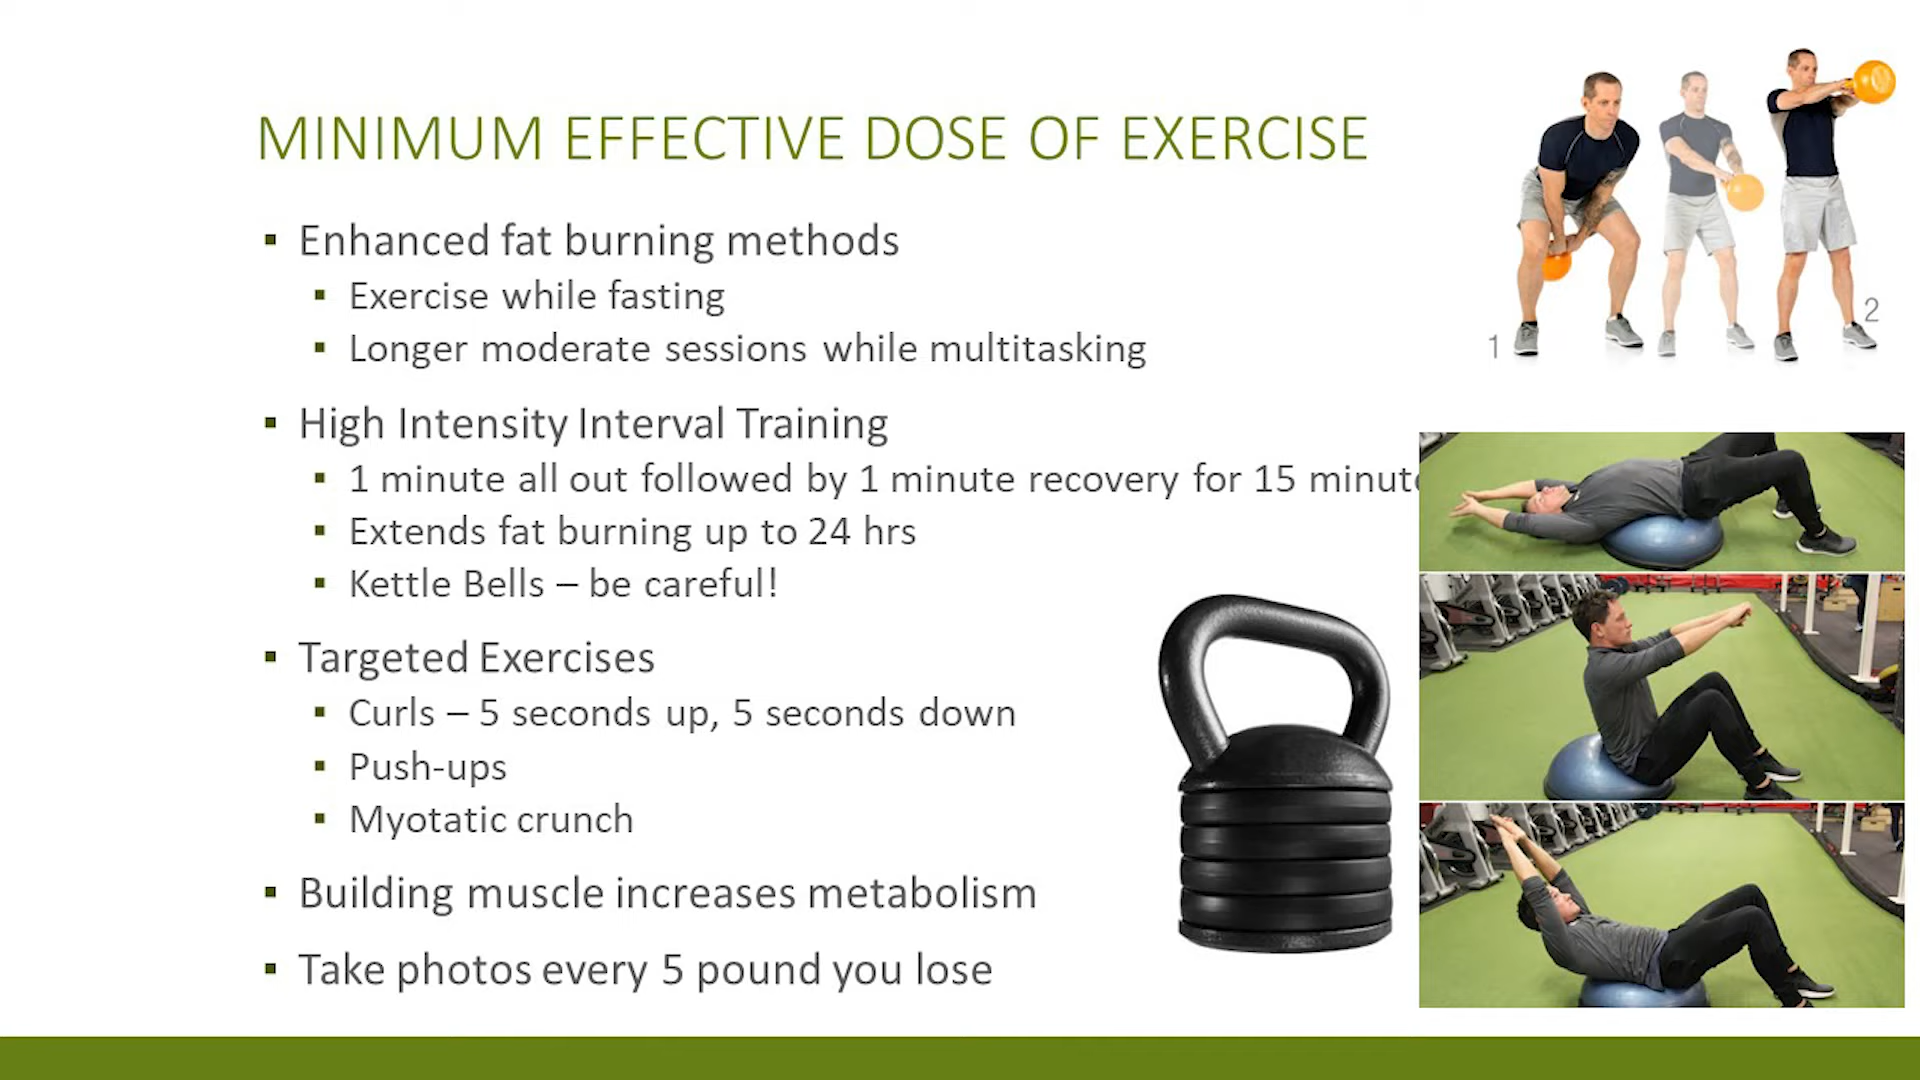 MINIMUM EFFECTIVE DOSE OF EXERCISE
▪ Enhanced fat burning methods
▪ Exercise while fasting
▪ Longer moderate sessions while multitasking
▪ High Intensity Interval Training
▪ 1 minute all out followed by 1 minute recovery for 15 minut
▪ Extends fat burning up to 24 hrs
▪ Kettle Bells – be careful!
▪ Targeted Exercises
▪ Curls – 5 seconds up, 5 seconds down
▪ Push-ups
▪ Myotatic crunch
▪ Building muscle increases metabolism
▪ Take photos every 5 pound you lose
1
2